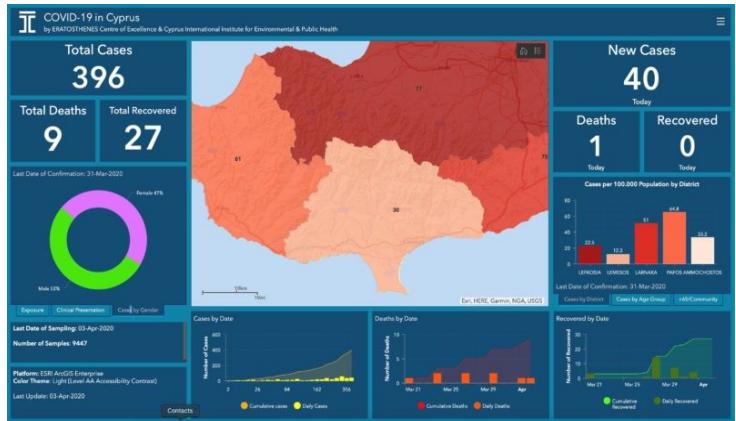 COVID-19 in Cyprus
by ERATOSTHENES Centre of Excellence & Cyprus International Institute for Environmental & Public Health
Total Cases
396
Total Deaths
9
Total Recovered
27
Last Date of Confirmation: 31-Mar-2020
Female 47%
Male 53%
Exposure
Clinical Presentation
Cases by Gender
Last Date of Sampling: 03-Apr-2020
Number of Samples: 9447
Platform: ESRI ArcGIS Enterprise
Color Theme: Light (Level AA Accessibility Contrast)
Last Update: 03-Apr-2020
Contacts
77
61
30
10km
Esri, HERE, Garmin, NGA, USGS
New Cases
40
Today
Deaths
1
Today
Recovered
0
Today
Cases per 100.000 Population by District
80
60
40
20
0
22.5
12.3
51
64.8
33.2
LEFKOSIA LEMESOS LARNAKA PAFOS AMMOCHOSTOS
Last Date of Confirmation: 31-Mar-2020
Cases by District
Cases by Age Group
>65/Community
Cases by Date
Number of Cases
600
400
200
0
Cumulative cases
Daily Cases
Deaths by Date
Number of Deaths
10
5
0
Mar 21 Mar 25 Mar 29 Apr
Cumulative Deaths
Daily Deaths
Recovered by Date
Number of Recovered
30
20
10
0
Mar 21 Mar 25 Mar 29 Apr
Cumulative
Recovered
Daily Recovered